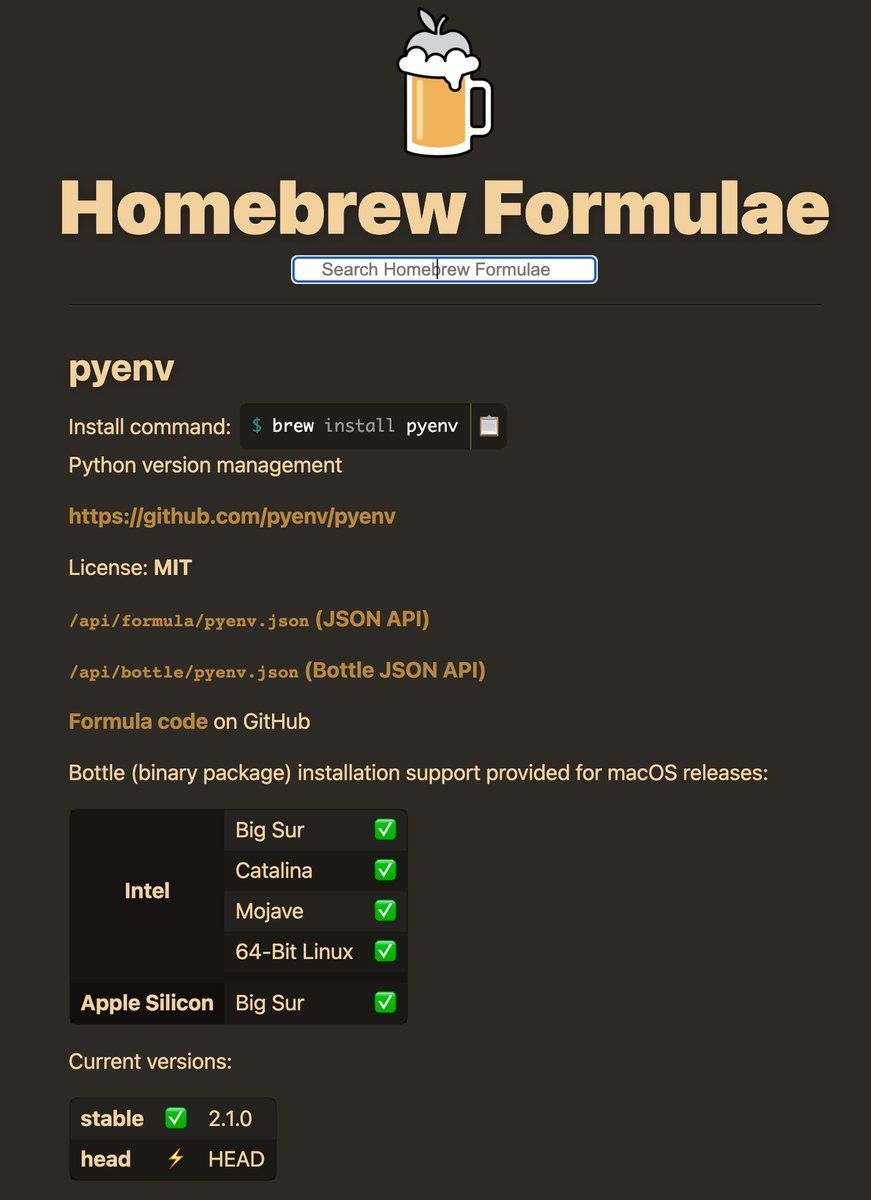 Homebrew Formulae
Search Homebrew Formulae
pyenv
Install command: $ brew install pyenv
Python version management
https://github.com/pyenv/pyenv
License: MIT
/api/formula/pyenv.json (JSON API)
/api/bottle/pyenv.json (Bottle JSON API)
Formula code on GitHub
Bottle (binary package) installation support provided for macOS releases:
Intel Big Sur ✅
Catalina ✅
Mojave ✅
64-Bit Linux ✅
Apple Silicon Big Sur ✅
Current versions:
stable ✅ 2.1.0
head ⚡ HEAD